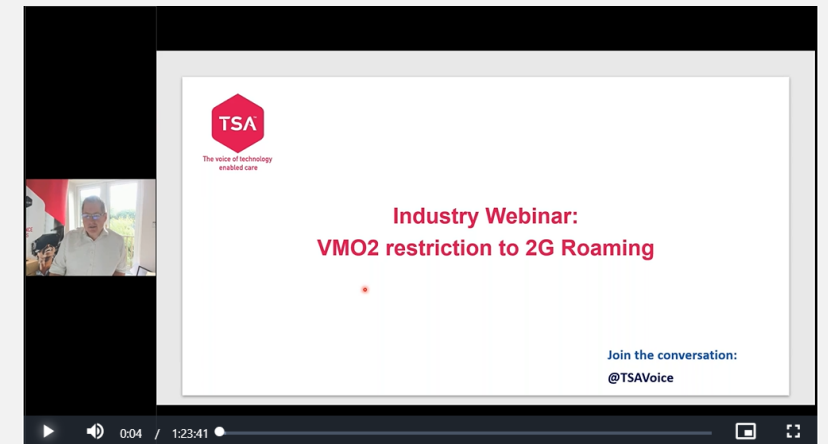 TSA
The voice of technology
enabled care
Industry Webinar:
VMO2 restriction to 2G Roaming
Join the conversation:
@TSAVoice
0:04 / 1:23:41